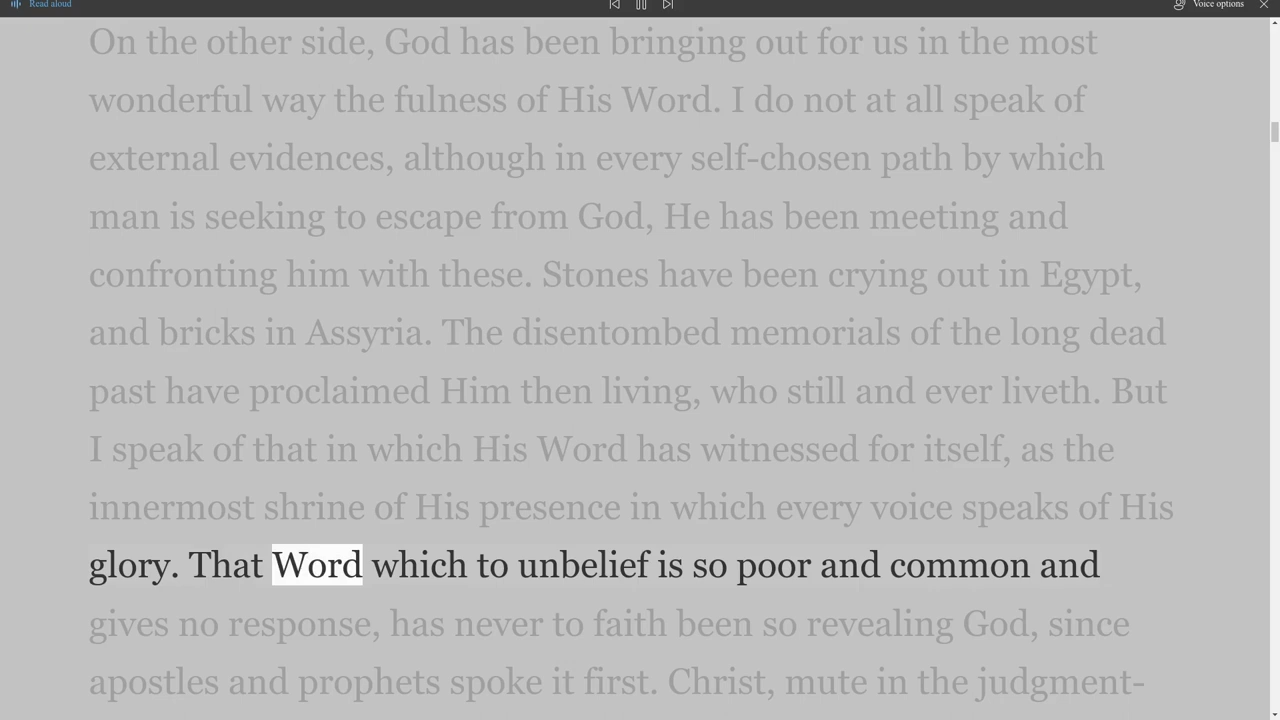 Read aloud
Voice options
On the other side, God has been bringing out for us in the most
wonderful way the fulness of His Word. I do not at all speak of
external evidences, although in every self-chosen path by which
man is seeking to escape from God, He has been meeting and
confronting him with these. Stones have been crying out in Egypt,
and bricks in Assyria. The disentombed memorials of the long dead
past have proclaimed Him then living, who still and ever liveth. But
I speak of that in which His Word has witnessed for itself, as the
innermost shrine of His presence in which every voice speaks of His
glory. That Word which to unbelief is so poor and common and
gives no response, has never to faith been so revealing God, since
apostles and prophets spoke it first. Christ, mute in the judgment-